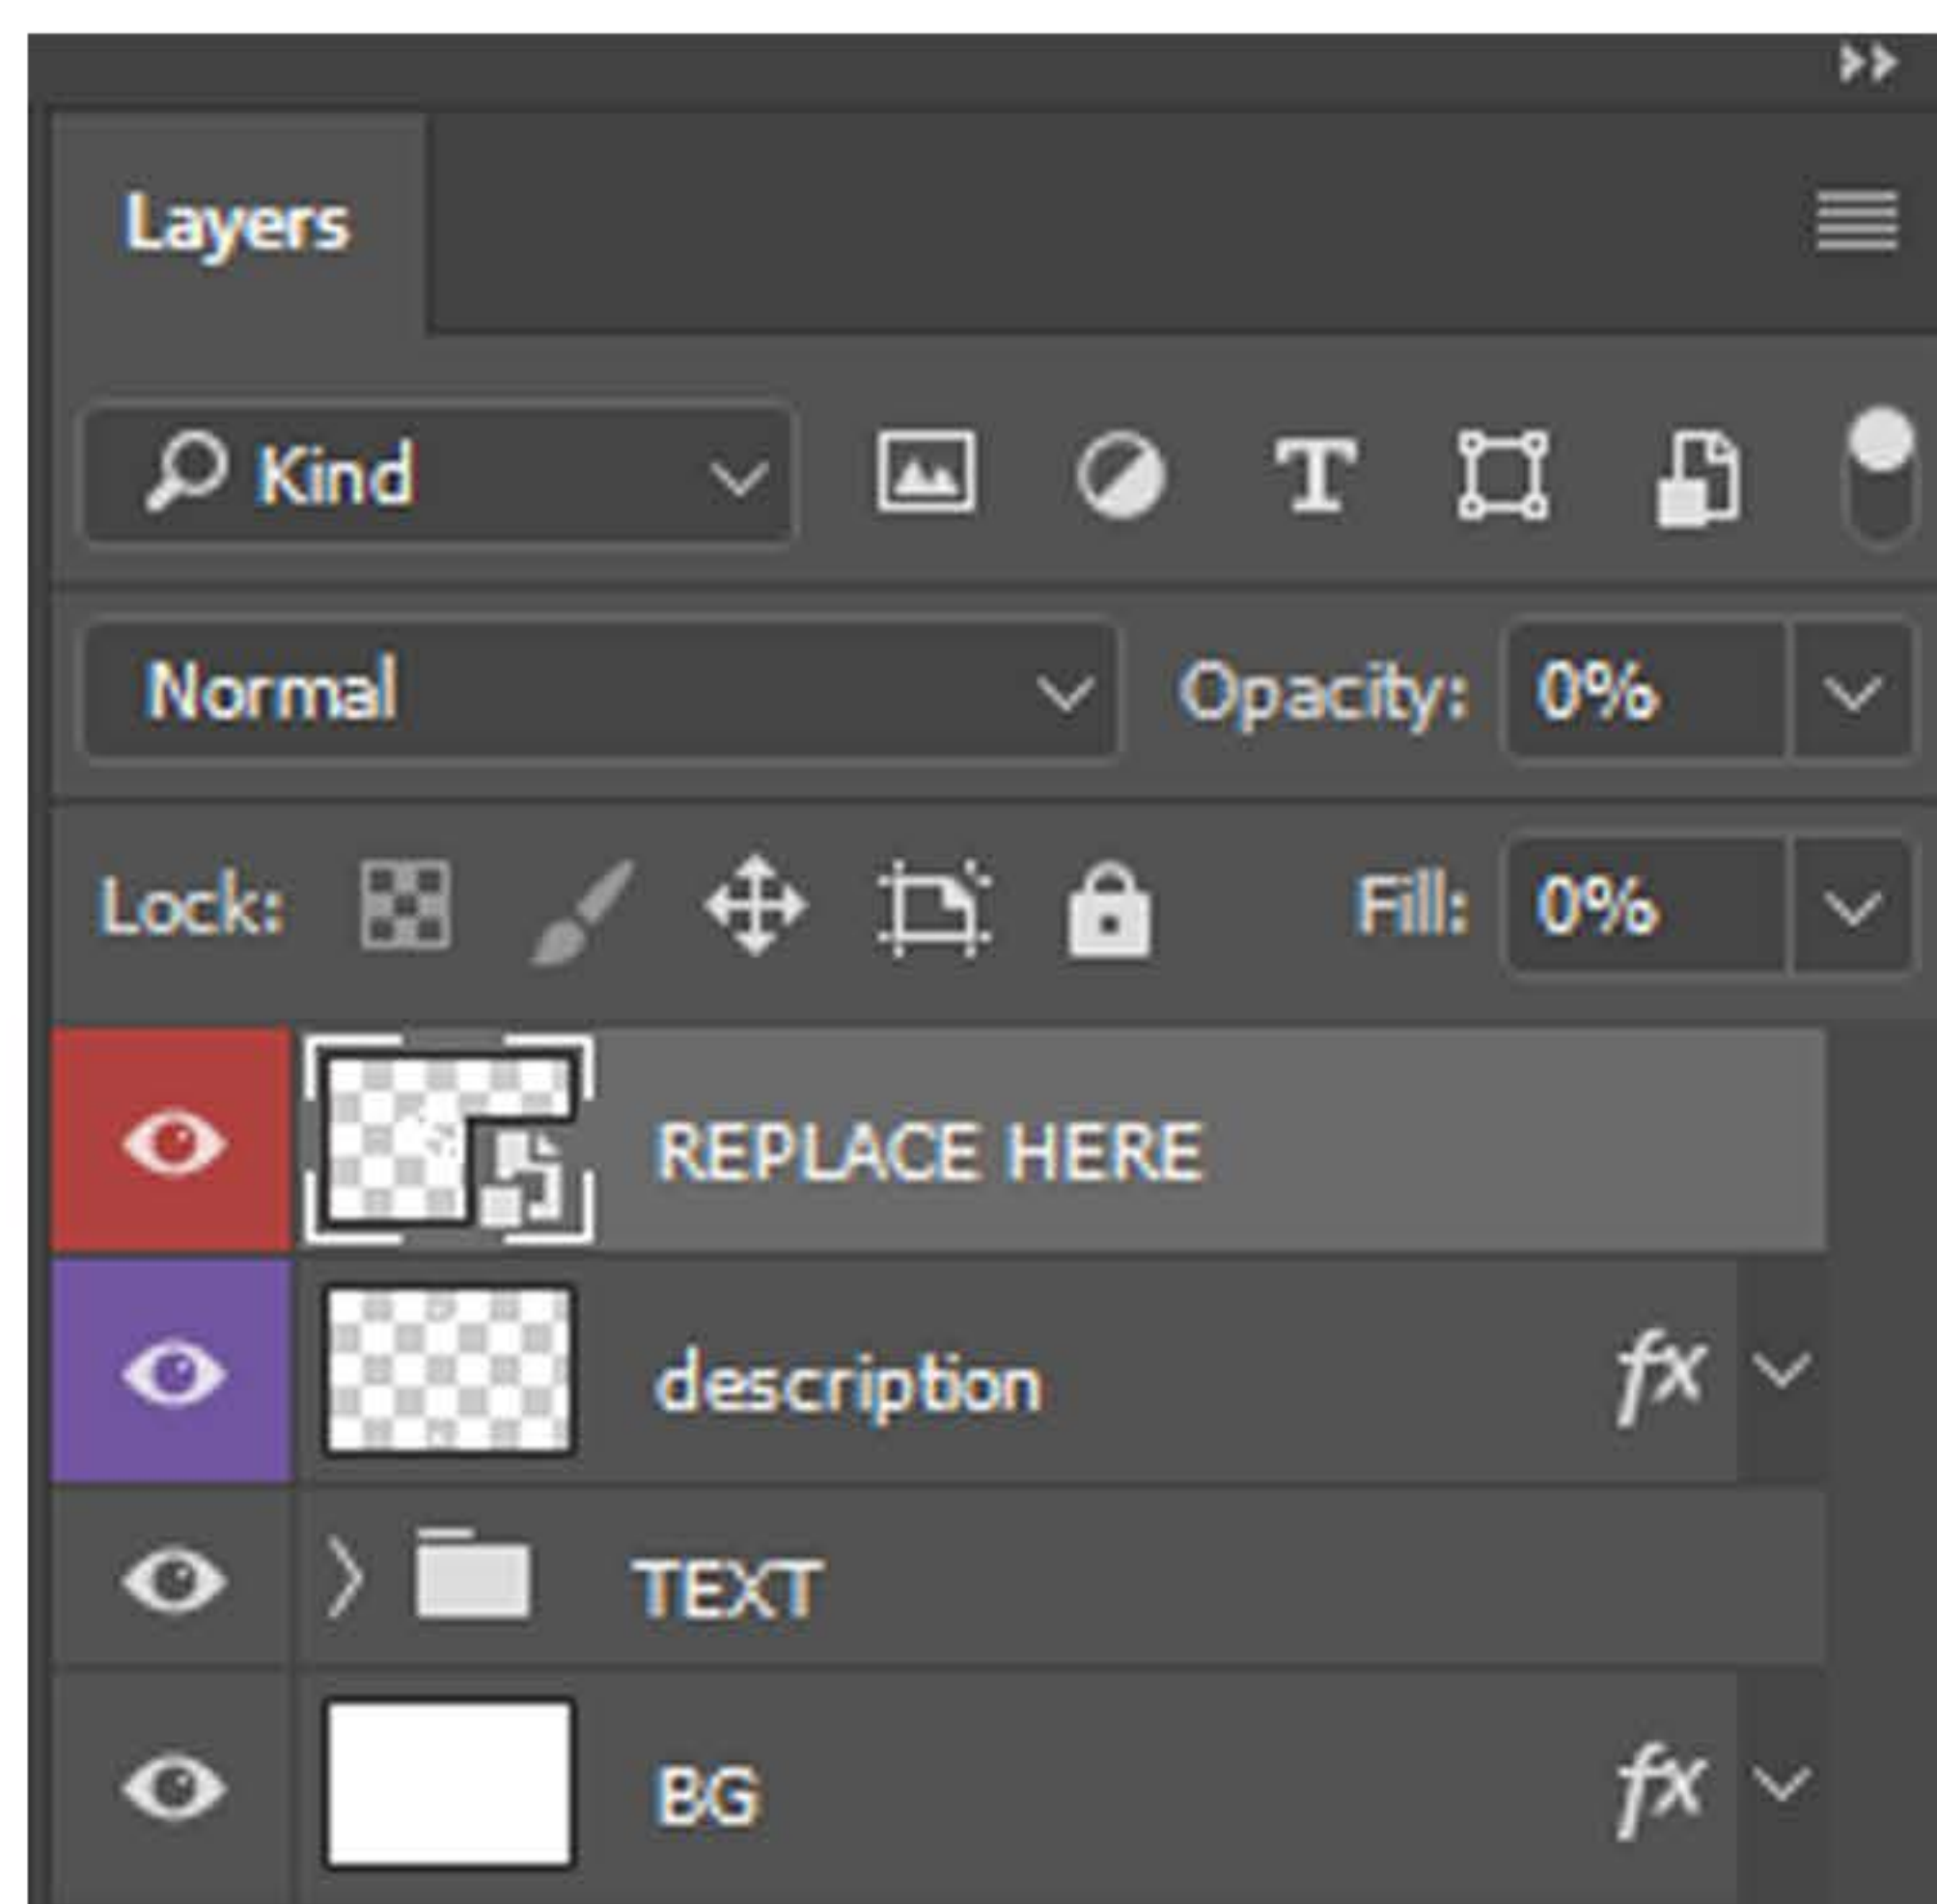 Layers
Kind
Normal Opacity: 0%
Lock: Fill: 0%
REPLACE HERE
description fx
TEXT
BG fx